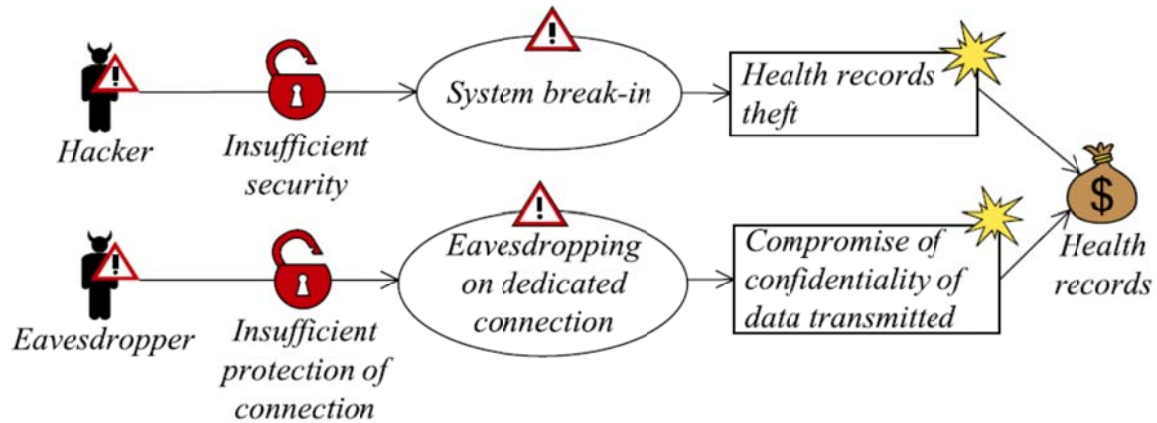 System break-in
Health records
theft
Hacker
Insufficient
security
$
Health
records
Eavesdropping
on dedicated
connection
Compromise of
confidentiality of
data transmitted
Eavesdropper
Insufficient
protection of
connection